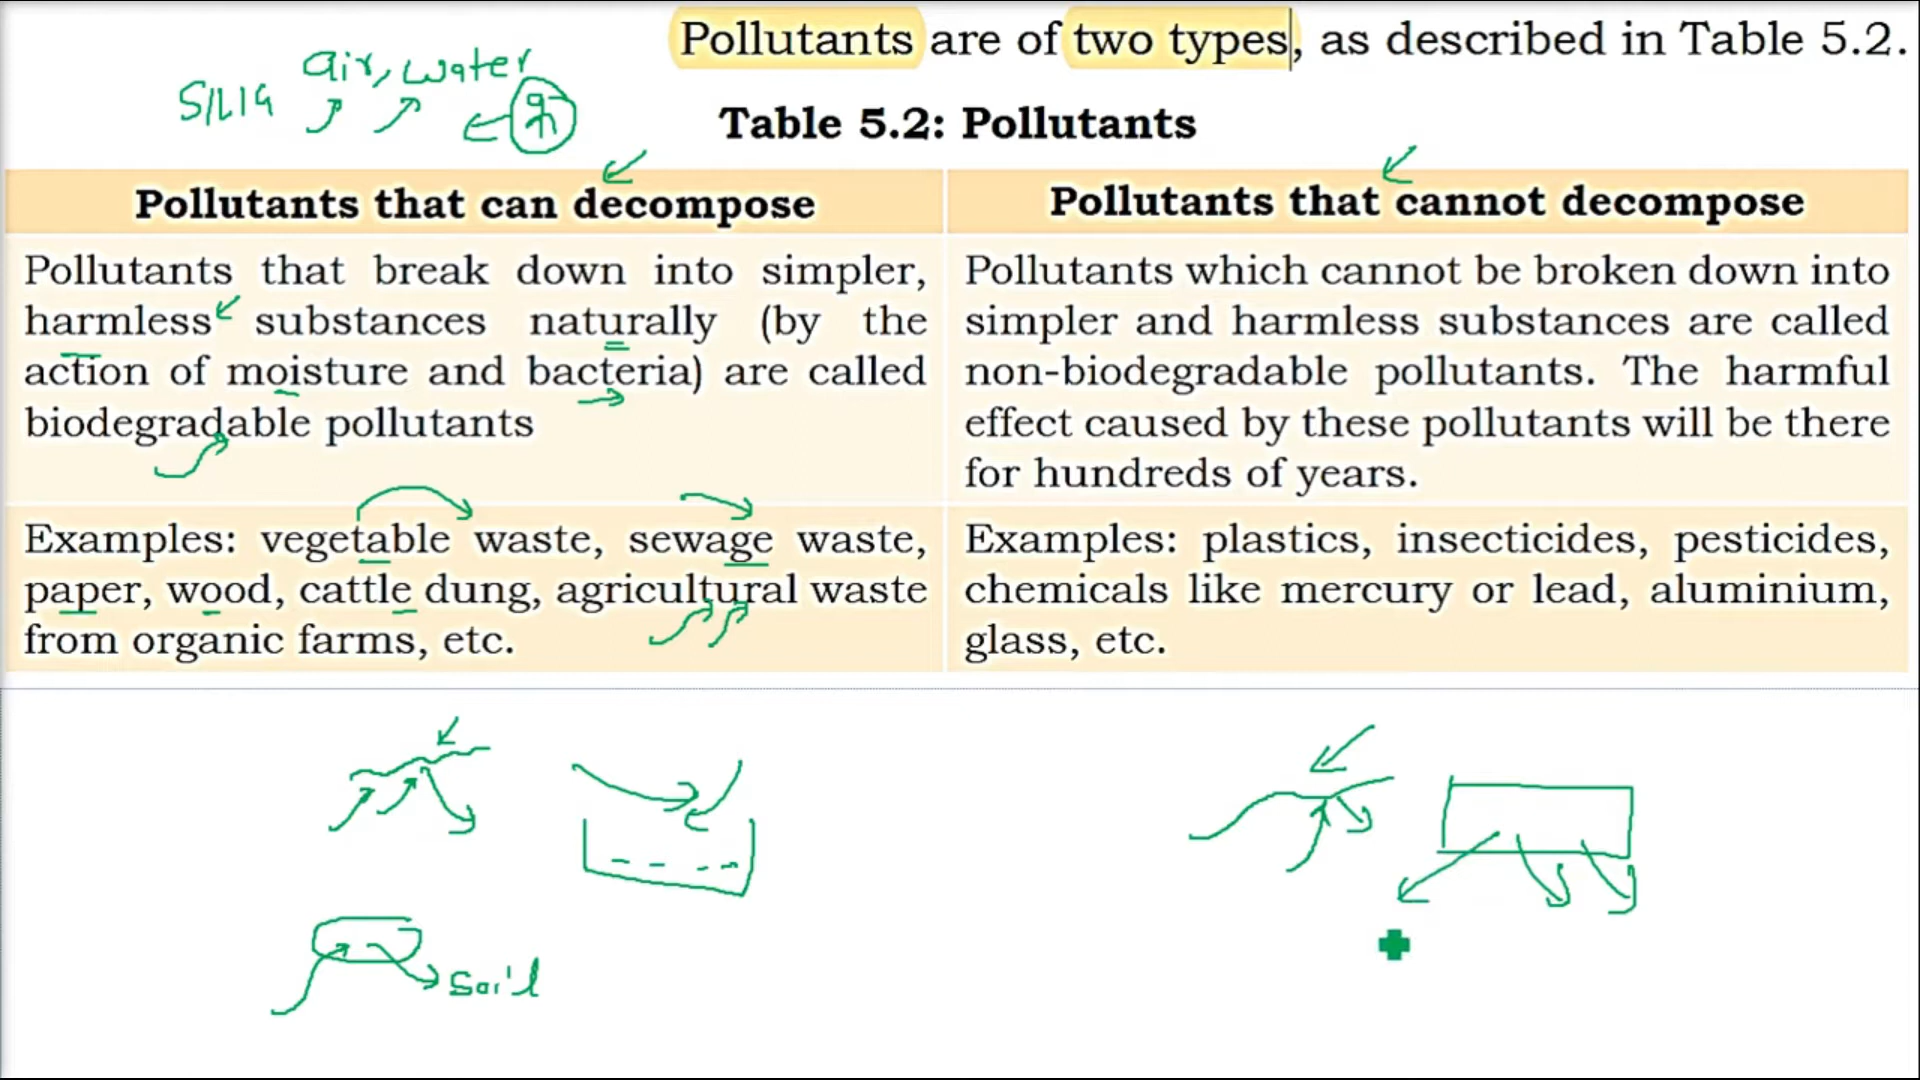 Pollutants are of two types, as described in Table 5.2.
air, water
Table 5.2: Pollutants
Pollutants that can decompose
Pollutants that cannot decompose
Pollutants that break down into simpler,
harmless substances naturally (by the
action of moisture and bacteria) are called
biodegradable pollutants
Pollutants which cannot be broken down into
simpler and harmless substances are called
non-biodegradable pollutants. The harmful
effect caused by these pollutants will be there
for hundreds of years.
Examples: vegetable waste, sewage waste,
paper, wood, cattle dung, agricultural waste
from organic farms, etc.
Examples: plastics, insecticides, pesticides,
chemicals like mercury or lead, aluminium,
glass, etc.
Soil